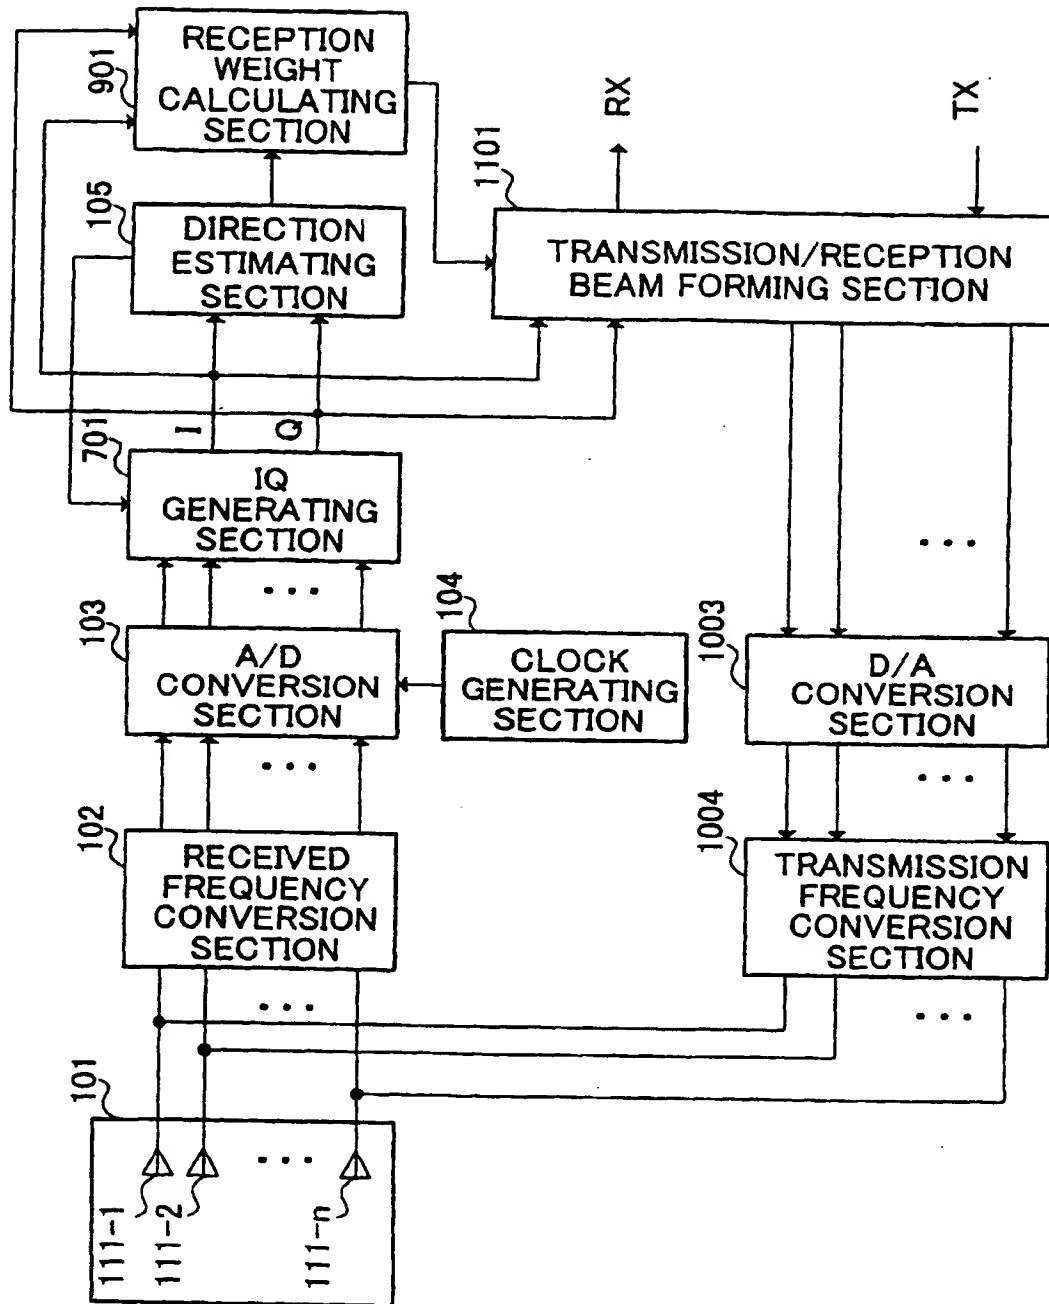 901
RECEPTION
WEIGHT
CALCULATING
SECTION
105
DIRECTION
ESTIMATING
SECTION
RX
TX
1101
TRANSMISSION/RECEPTION
BEAM FORMING SECTION
I
Q
701
IQ
GENERATING
SECTION
...
...
103
A/D
CONVERSION
SECTION
104
CLOCK
GENERATING
SECTION
1003
D/A
CONVERSION
SECTION
...
...
102
RECEIVED
FREQUENCY
CONVERSION
SECTION
1004
TRANSMISSION
FREQUENCY
CONVERSION
SECTION
...
...
101
111-1
111-2
...
111-n